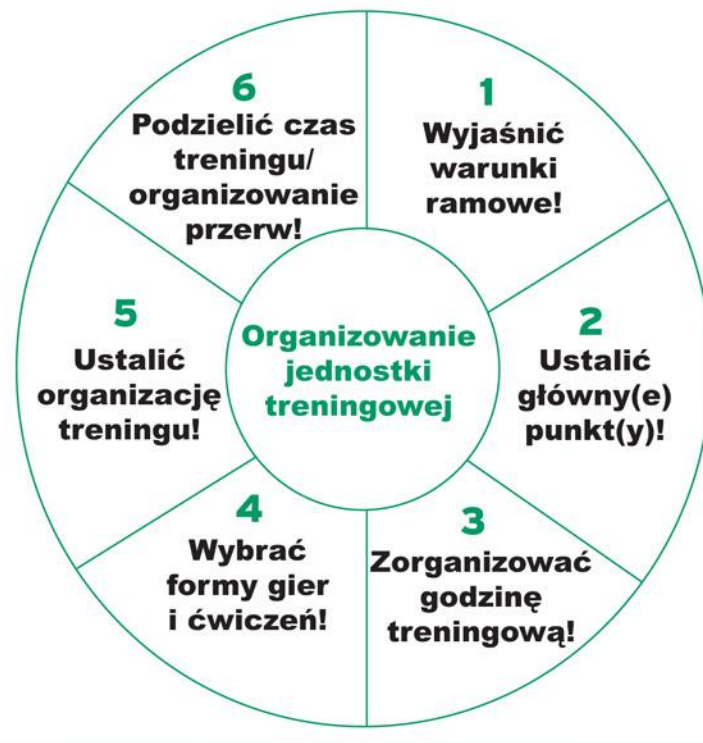 Organizowanie
jednostki
treningowej
1
Wyjaśnić
warunki
ramowe!
2
Ustalić
główny(e)
punkt(y)!
3
Zorganizować
godzinę
treningową!
4
Wybrać
formy gier
i ćwiczeń!
5
Ustalić
organizację
treningu!
6
Podzielić czas
treningu/
organizowanie
przerw!